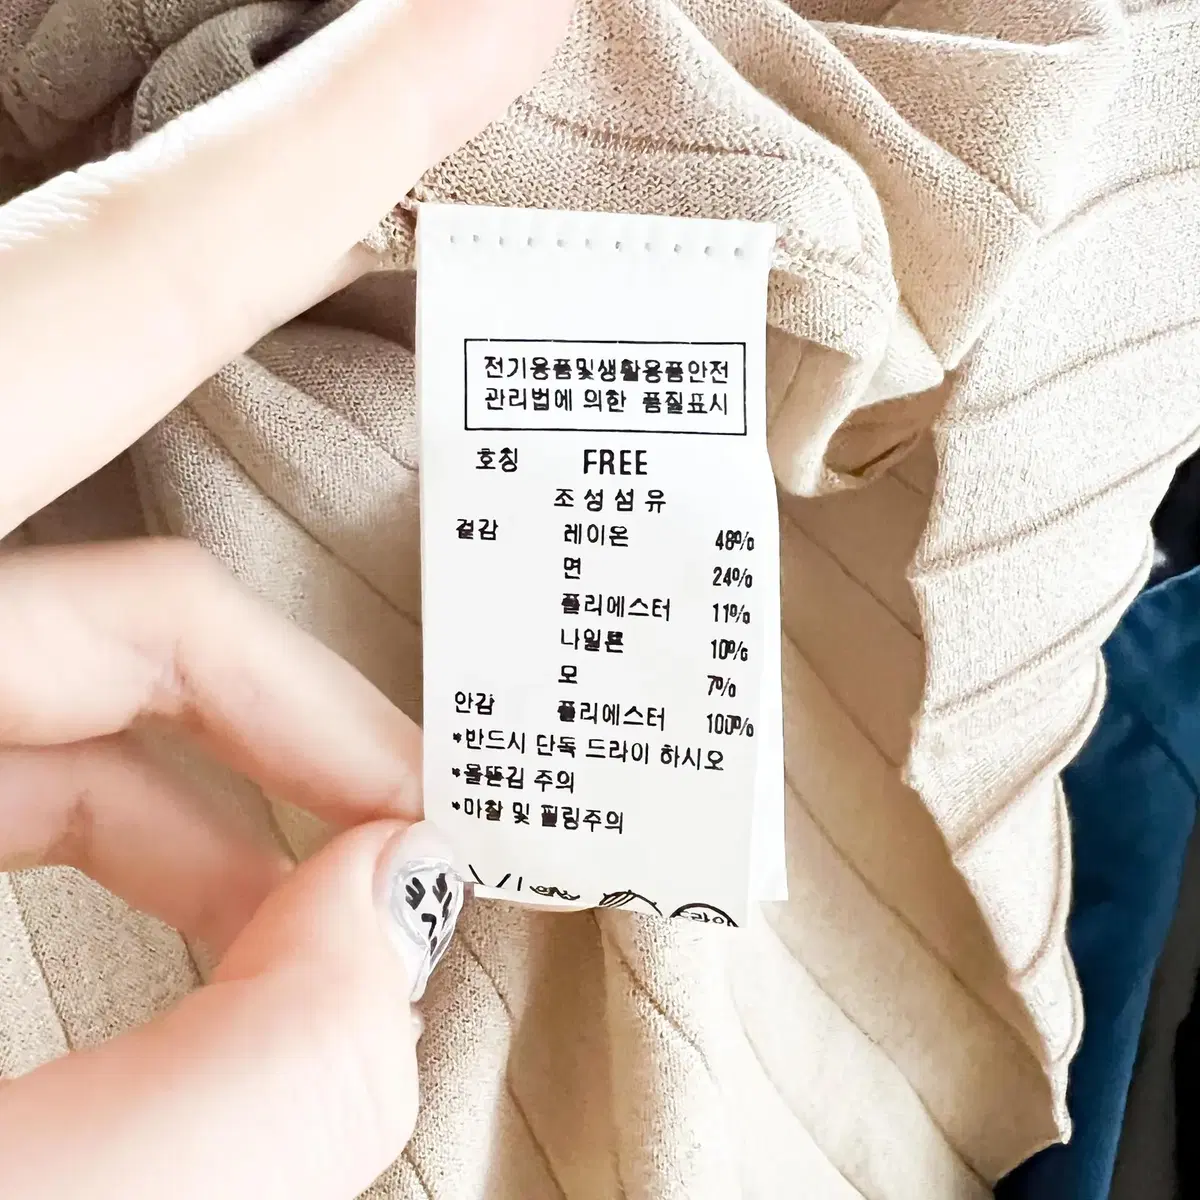 전기용품및생활용품안전
관리법에 의한 품질표시
호칭 FREE
조성섬유
겉감 레이온 48%
면 24%
폴리에스터 11%
나일론 10%
모 7%
안감 폴리에스터 100%
*반드시 단독 드라이 하시오
*올뜯김 주의
*마찰 및 필링주의